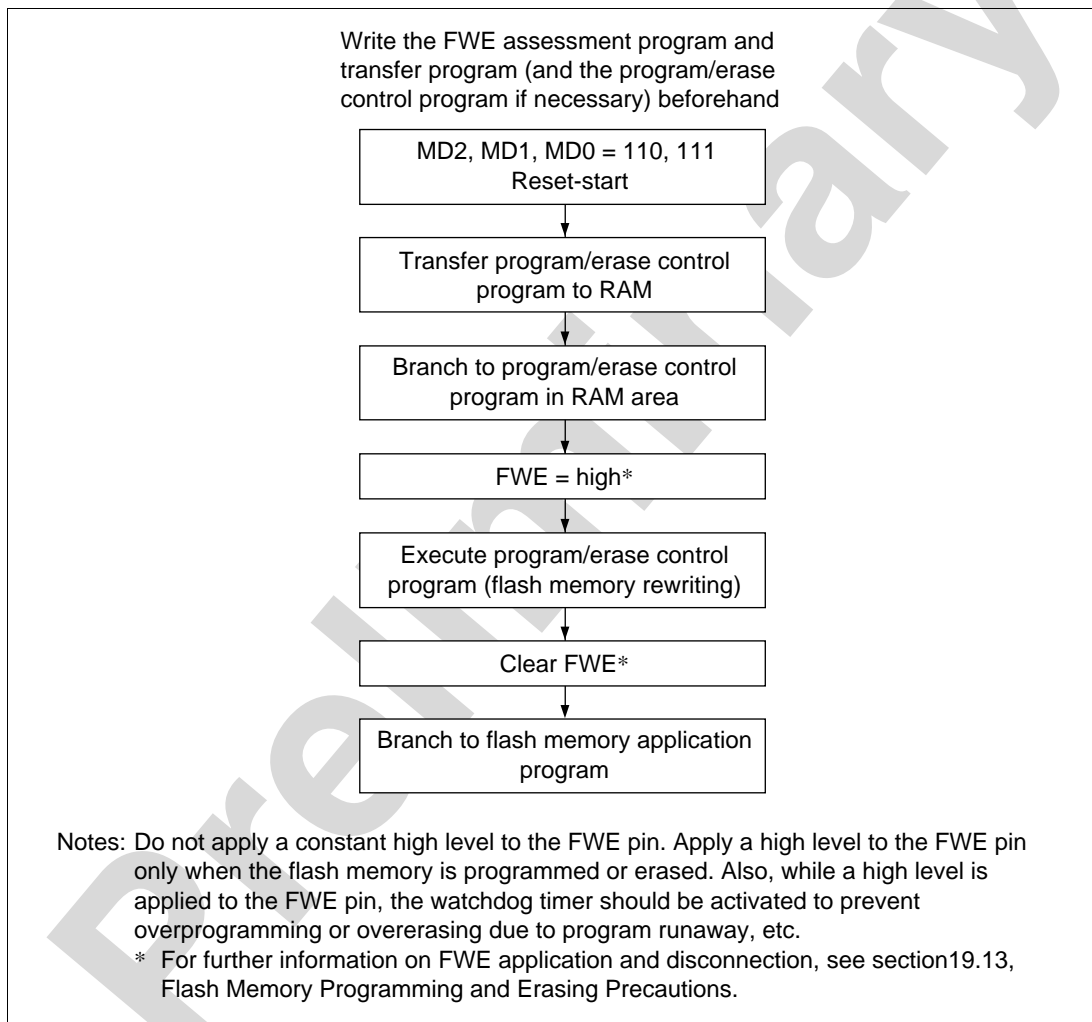 Write the FWE assessment program and
transfer program (and the program/erase
control program if necessary) beforehand
MD2, MD1, MD0 = 110, 111
Reset-start
Transfer program/erase control
program to RAM
Branch to program/erase control
program in RAM area
FWE = high*
Execute program/erase control
program (flash memory rewriting)
Clear FWE*
Branch to flash memory application
program
Notes: Do not apply a constant high level to the FWE pin. Apply a high level to the FWE pin
only when the flash memory is programmed or erased. Also, while a high level is
applied to the FWE pin, the watchdog timer should be activated to prevent
overprogramming or overerasing due to program runaway, etc.
* For further information on FWE application and disconnection, see section19.13,
Flash Memory Programming and Erasing Precautions.
Preliminary